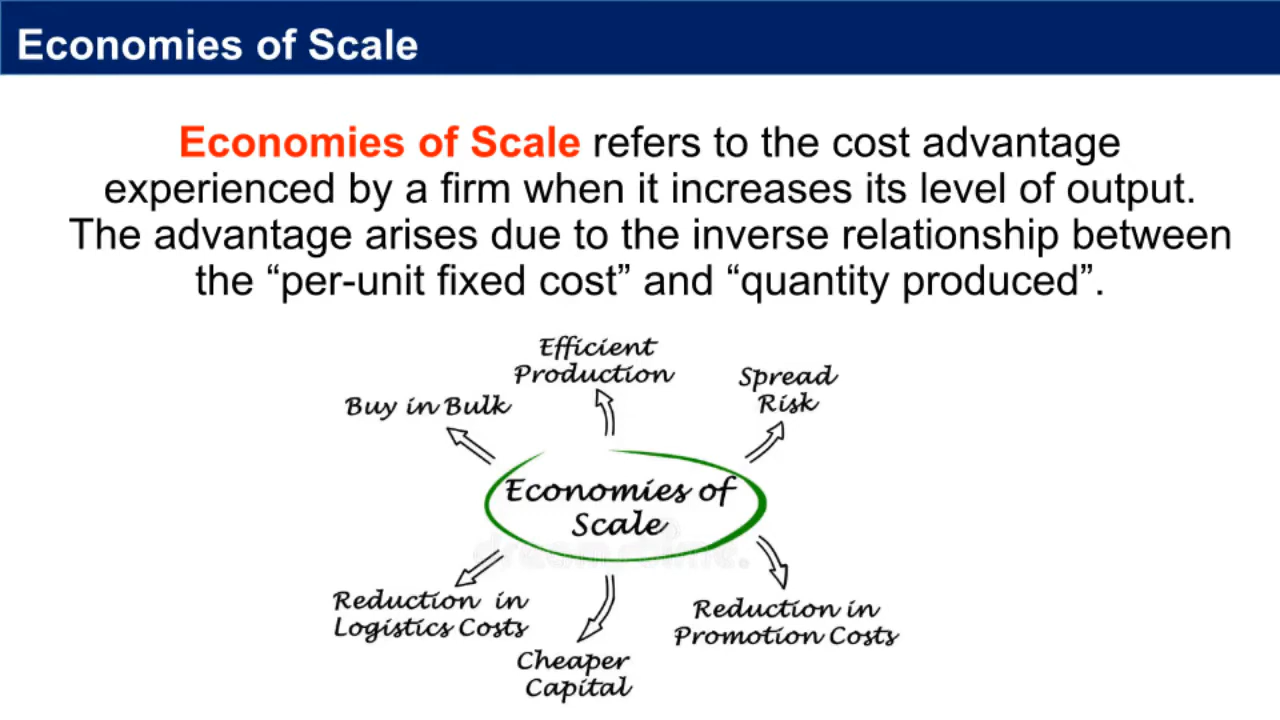 Economies of Scale
Economies of Scale refers to the cost advantage
experienced by a firm when it increases its level of output.
The advantage arises due to the inverse relationship between
the “per-unit fixed cost” and “quantity produced”.
Efficient
Production
Spread
Risk
Buy in Bulk
Economies of
Scale
Reduction in
Logistics Costs
Reduction in
Promotion Costs
Cheaper
Capital